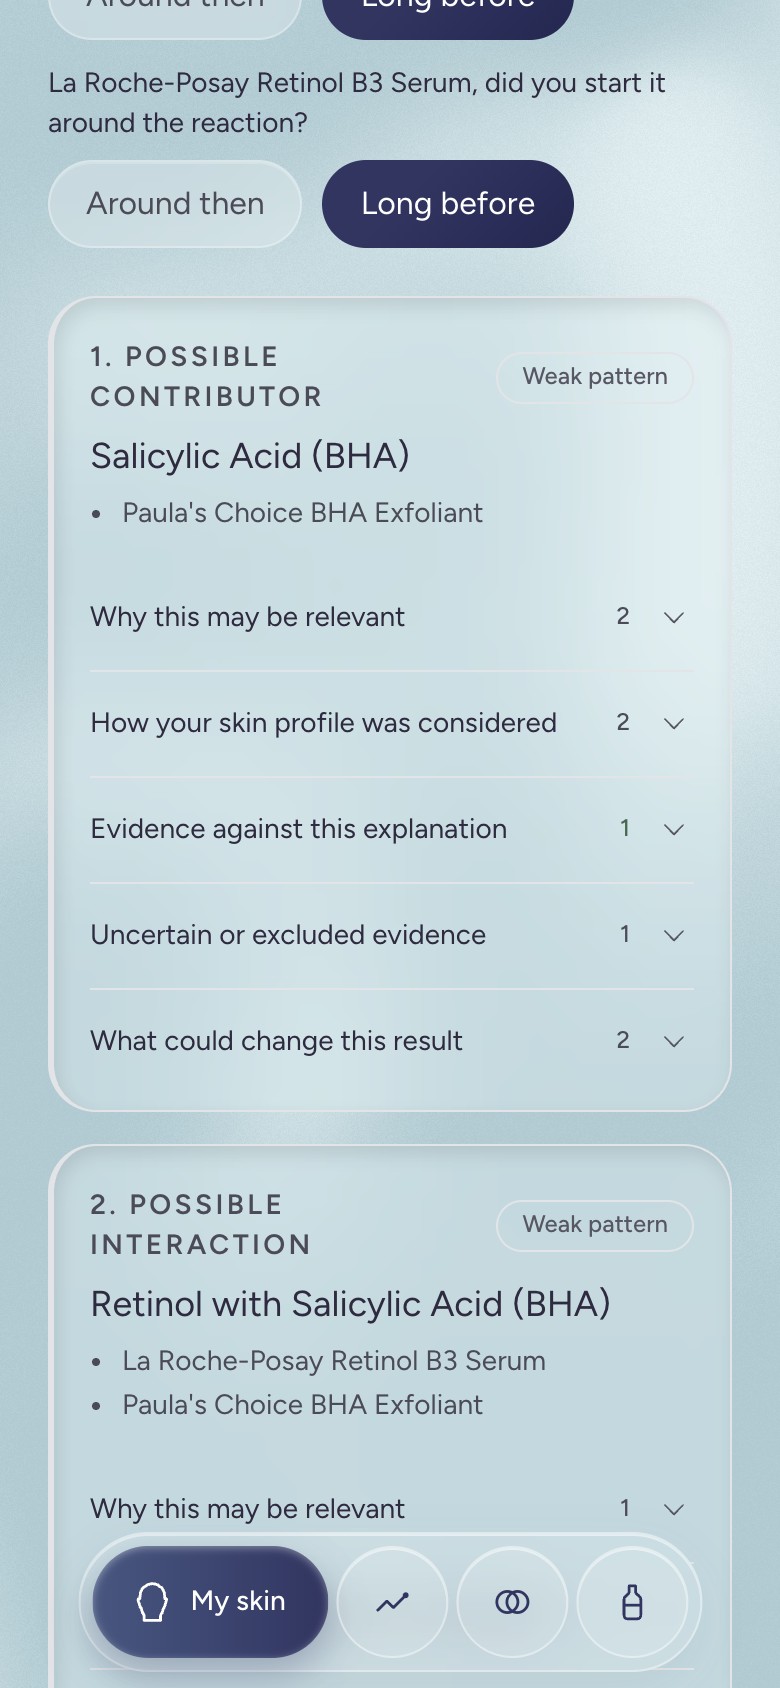 Around then
Long before
La Roche-Posay Retinol B3 Serum, did you start it
around the reaction?
Around then
Long before
1. POSSIBLE
CONTRIBUTOR
Weak pattern
Salicylic Acid (BHA)
• Paula's Choice BHA Exfoliant
Why this may be relevant 2
How your skin profile was considered 2
Evidence against this explanation 1
Uncertain or excluded evidence 1
What could change this result 2
2. POSSIBLE
INTERACTION
Weak pattern
Retinol with Salicylic Acid (BHA)
• La Roche-Posay Retinol B3 Serum
• Paula's Choice BHA Exfoliant
Why this may be relevant 1
My skin